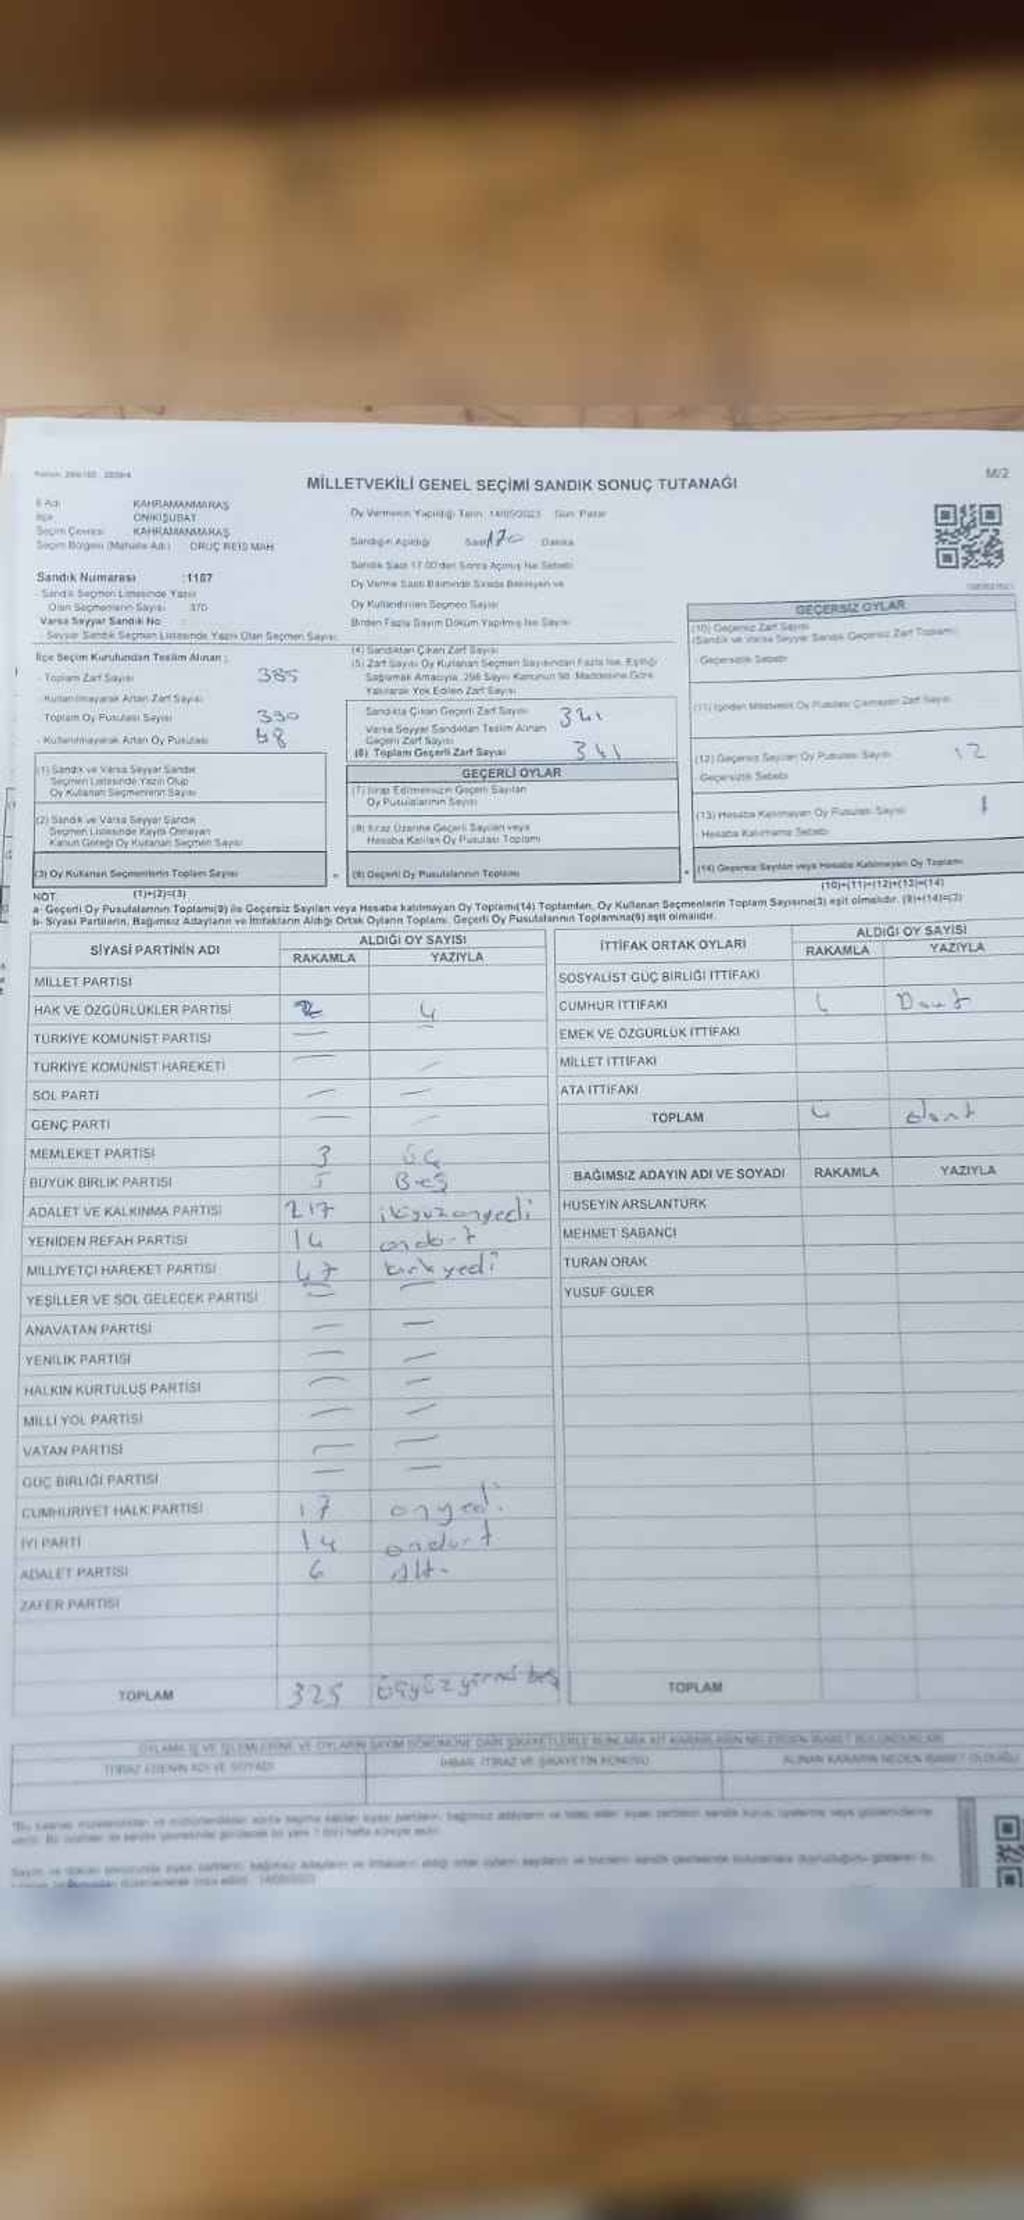 MİLLETVEKİLİ GENEL SEÇİMİ SANDIK SONUÇ TUTANAĞI
M/2
İl Adı KAHRAMANMARAŞ
İlçe ONİKİŞUBAT
Seçim Çevresi KAHRAMANMARAŞ
Seçim Bölgesi (Mahalle Adı) ORUÇ REİS MAH
Sandık Numarası :1187
Sandık Seçmen Listesinde Yazılı
Olan Seçmenlerin Sayısı 370
Varsa Seyyar Sandık No
Seyyar Sandık Seçmen Listesinde Yazılı Olan Seçmen Sayısı
Oy Vermenin Yapıldığı Tarih 14/05/2023 Gün Pazar
Sandığın Açıldığı Saat Dakika
Sandık Saat 17.00'den Sonra Açılmış İse Sebebi
Oy Verme Saati Bitiminde Sırada Bekleyen ve
Oy Kullandırılan Seçmen Sayısı
Birden Fazla Sayım Döküm Yapılmış İse Sayısı
İlçe Seçim Kurulundan Teslim Alınan :
- Toplam Zarf Sayısı 385
- Kullanılmayarak Artan Zarf Sayısı
Toplam Oy Pusulası Sayısı 390
- Kullanılmayarak Artan Oy Pusulası 48
(1) Sandık ve Varsa Seyyar Sandık
Seçmen Listesinde Yazılı Olup
Oy Kullanan Seçmenlerin Sayısı
(2) Sandık ve Varsa Seyyar Sandık
Seçmen Listesinde Kaydı Olmayan
Kanun Gereği Oy Kullanan Seçmen Sayısı
(3) Oy Kullanan Seçmenlerin Toplam Sayısı
(4) Sandıktan Çıkan Zarf Sayısı
(5) Zarf Sayısı Oy Kullanan Seçmen Sayısından Fazla İse, Eşitliği
Sağlamak Amacıyla, 298 Sayılı Kanunun 98. Maddesine Göre
Yakılarak Yok Edilen Zarf Sayısı
Sandıkta Çıkan Geçerli Zarf Sayısı 341
Varsa Seyyar Sandıktan Teslim Alınan
Geçerli Zarf Sayısı
(6) Toplam Geçerli Zarf Sayısı 341
GEÇERLİ OYLAR
(7) İtiraz Edilmeksizin Geçerli Sayılan
Oy Pusulalarının Sayısı
(8) İtiraz Üzerine Geçerli Sayılan veya
Hesaba Katılan Oy Pusulası Toplamı
(9) Geçerli Oy Pusulalarının Toplamı
GEÇERSİZ OYLAR
(10) Geçersiz Zarf Sayısı
(Sandık ve Varsa Seyyar Sandık Geçersiz Zarf Toplamı)
Geçersizlik Sebebi
(11) İçinden Milletvekili Oy Pusulası Çıkmayan Zarf Sayısı
(12) Geçersiz Sayılan Oy Pusulası Sayısı 12
Geçersizlik Sebebi
(13) Hesaba Katılmayan Oy Pusulası Sayısı 1
Hesaba Katılmama Sebebi
(14) Geçersiz Sayılan veya Hesaba Katılmayan Oy Toplamı
NOT (1)+(2)=(3) (10)+(11)+(12)+(13)=(14)
a- Geçerli Oy Pusulalarının Toplamı(9) ile Geçersiz Sayılan veya Hesaba katılmayan Oy Toplamı(14) Toplamları, Oy Kullanan Seçmenlerin Toplam Sayısına(3) eşit olmalıdır. (9)+(14)=(3)
b- Siyasi Partilerin, Bağımsız Adayların ve İttifakların Aldığı Ortak Oyların Toplamı, Geçerli Oy Pusulalarının Toplamına(9) eşit olmalıdır.
SİYASİ PARTİNİN ADI ALDIĞI OY SAYISI
RAKAMLA YAZIYLA
MİLLET PARTİSİ
HAK VE ÖZGÜRLÜKLER PARTİSİ 4
TÜRKİYE KOMÜNİST PARTİSİ —
TÜRKİYE KOMÜNİST HAREKETİ — —
SOL PARTİ — —
GENÇ PARTİ — —
MEMLEKET PARTİSİ 3 üç
BÜYÜK BİRLİK PARTİSİ 5 Beş
ADALET VE KALKINMA PARTİSİ 217 ikiyüzonyedi
YENİDEN REFAH PARTİSİ 14 ondört
MİLLİYETÇİ HAREKET PARTİSİ 47 kırkyedi
YEŞİLLER VE SOL GELECEK PARTİSİ — —
ANAVATAN PARTİSİ — —
YENİLİK PARTİSİ — —
HALKIN KURTULUŞ PARTİSİ — —
MİLLİ YOL PARTİSİ — —
VATAN PARTİSİ — —
GÜÇ BİRLİĞİ PARTİSİ — —
CUMHURİYET HALK PARTİSİ 17 onyedi
İYİ PARTİ 14 ondört
ADALET PARTİSİ 6 Altı
ZAFER PARTİSİ
TOPLAM 325 üçyüzyirmibeş
İTTİFAK ORTAK OYLARI ALDIĞI OY SAYISI
RAKAMLA YAZIYLA
SOSYALİST GÜÇ BİRLİĞİ İTTİFAKI
CUMHUR İTTİFAKI 4 Dört
EMEK VE ÖZGÜRLÜK İTTİFAKI
MİLLET İTTİFAKI
ATA İTTİFAKI
TOPLAM 4 dört
BAĞIMSIZ ADAYIN ADI VE SOYADI RAKAMLA YAZIYLA
HÜSEYİN ARSLANTÜRK
MEHMET SABANCI
TURAN ORAK
YUSUF GÜLER
TOPLAM
İTİRAZ EDENİN ADI VE SOYADI
İHBAR, İTİRAZ VE ŞİKAYETİN KONUSU
ALINAN KARARIN NEDEN İBARET OLDUĞU